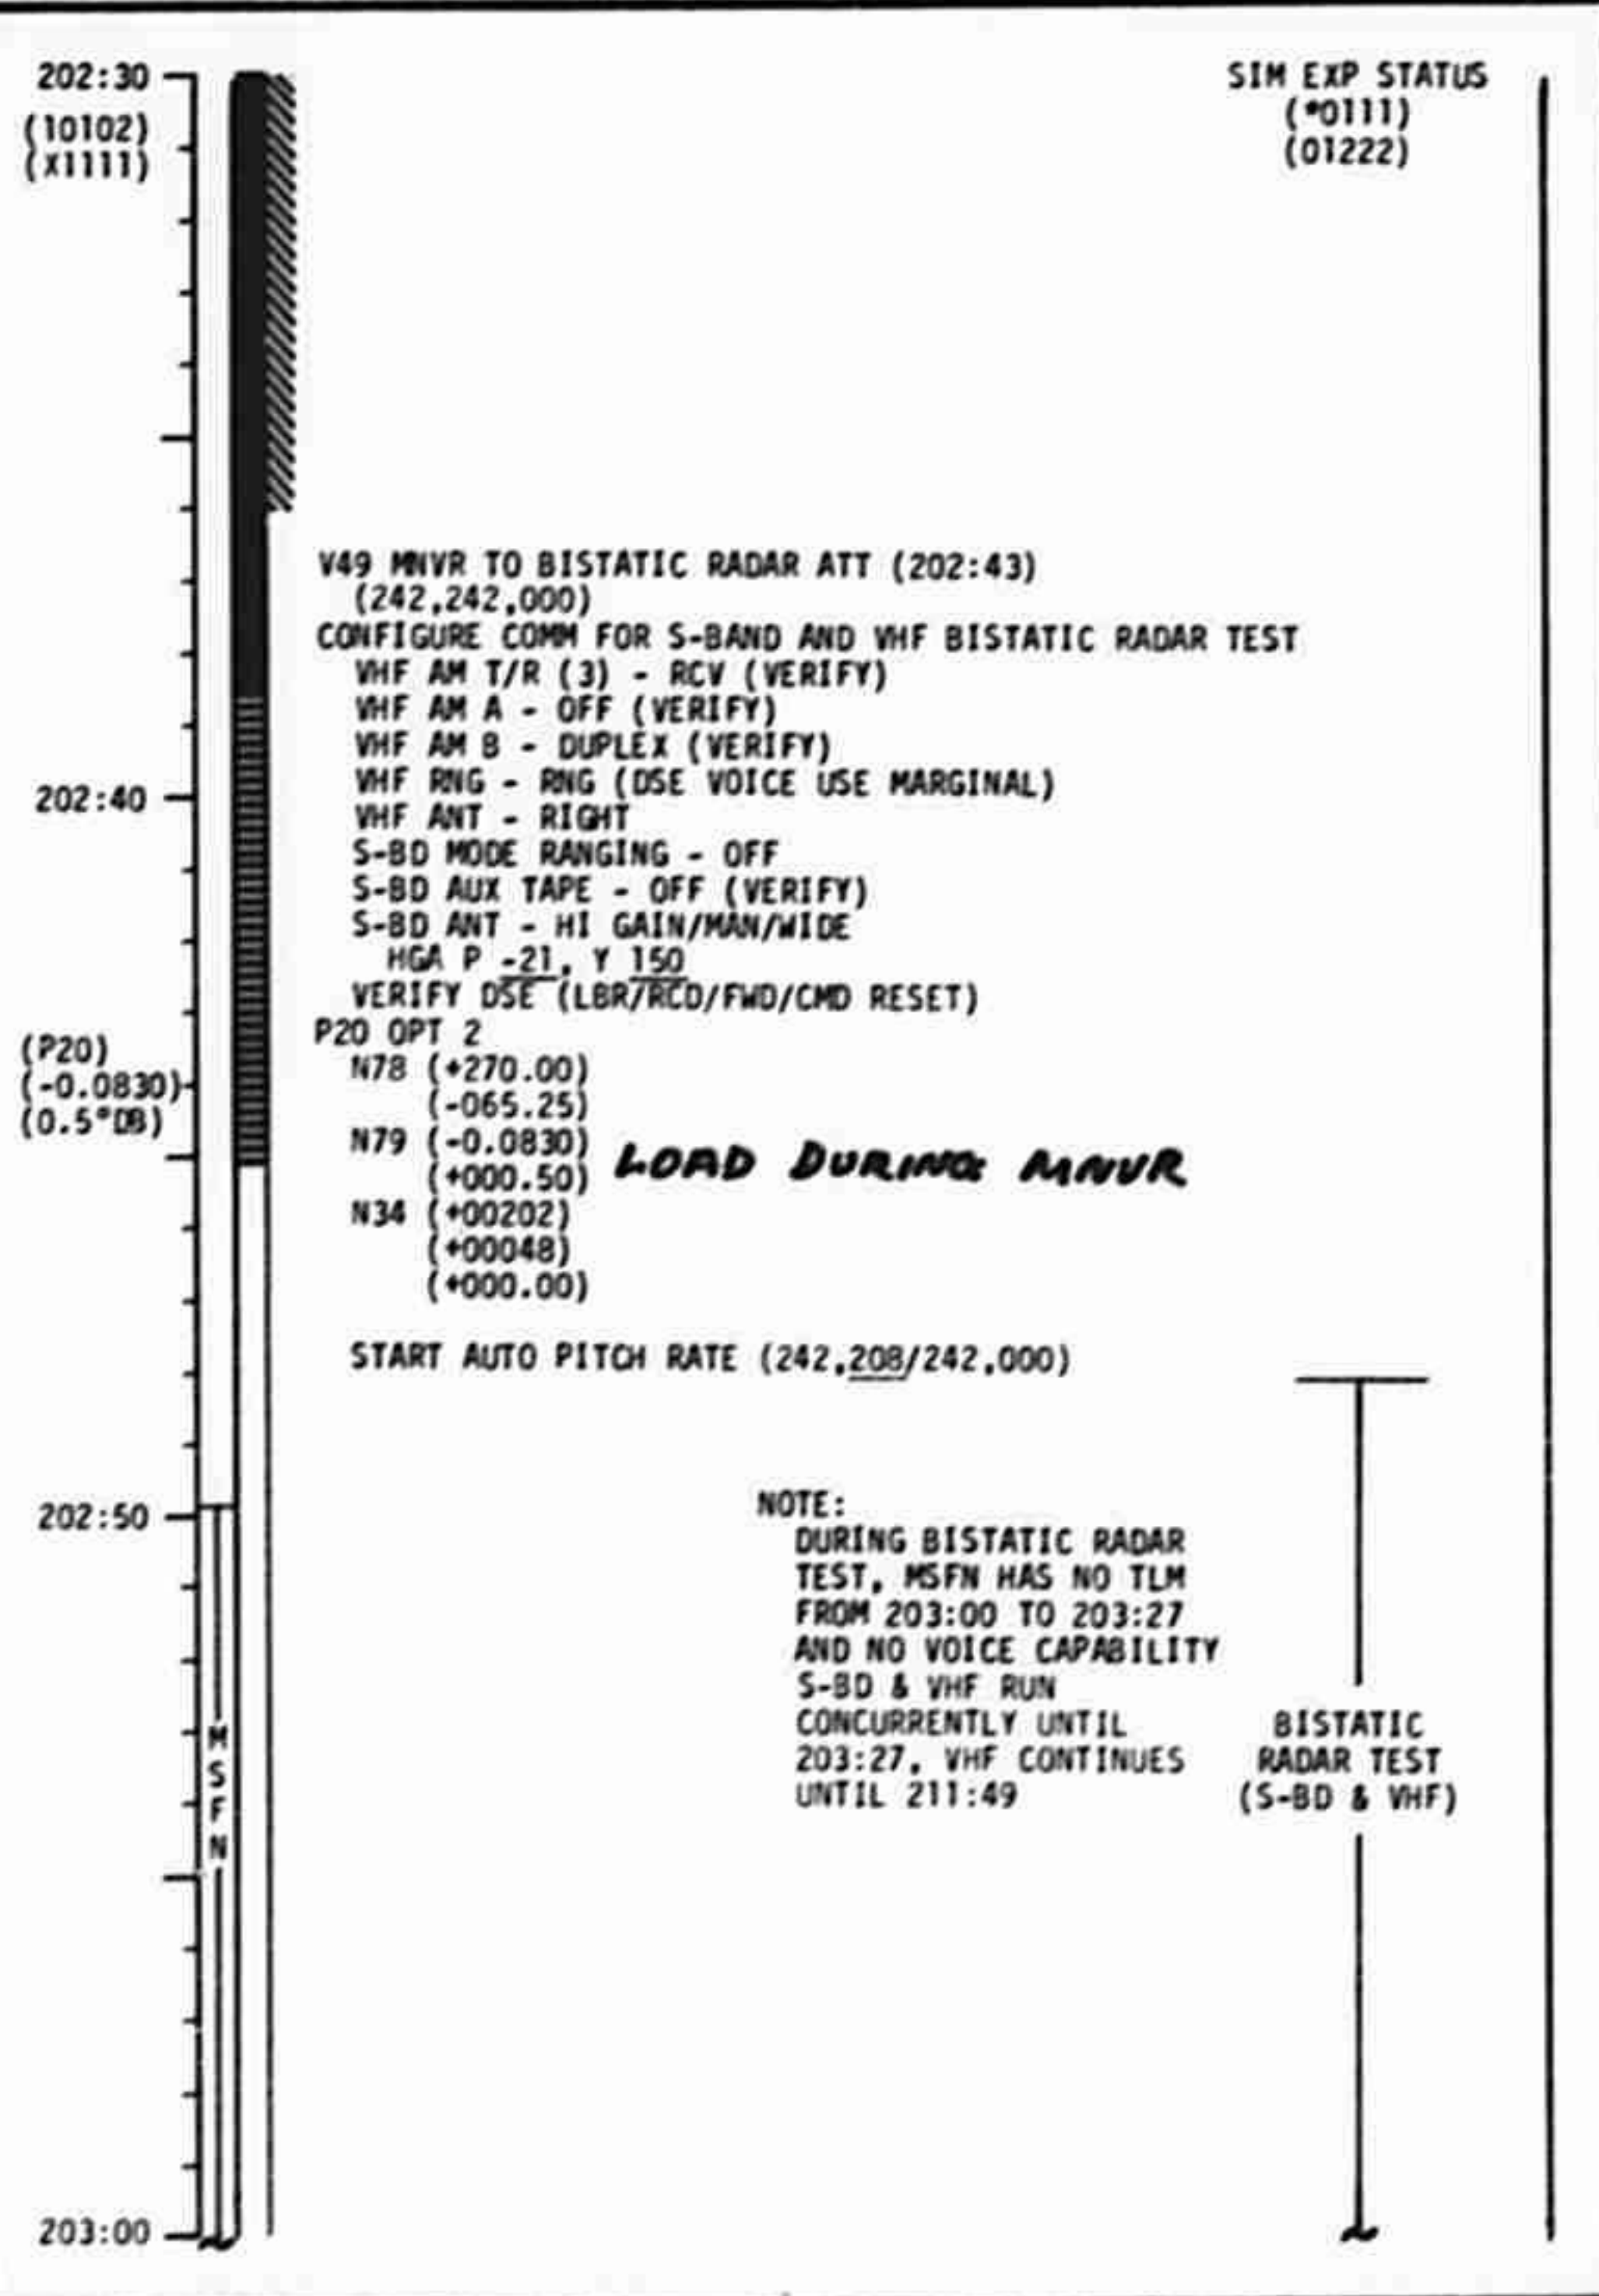 202:30
(10102)
(X1111)
SIM EXP STATUS
(*0111)
(01222)
V49 MNVR TO BISTATIC RADAR ATT (202:43)
(242,242,000)
CONFIGURE COMM FOR S-BAND AND VHF BISTATIC RADAR TEST
VHF AM T/R (3) - RCV (VERIFY)
VHF AM A - OFF (VERIFY)
VHF AM B - DUPLEX (VERIFY)
202:40
VHF RNG - RNG (DSE VOICE USE MARGINAL)
VHF ANT - RIGHT
S-BD MODE RANGING - OFF
S-BD AUX TAPE - OFF (VERIFY)
S-BD ANT - HI GAIN/MAN/WIDE
HGA P -21, Y 150
VERIFY DSE (LBR/RCD/FWD/CMD RESET)
(P20)
(-0.0830)
(0.5°DB)
P20 OPT 2
N78 (+270.00)
(-065.25)
N79 (-0.0830)
(+000.50)
LOAD DURING MNVR
N34 (+00202)
(+00048)
(+000.00)
START AUTO PITCH RATE (242,208/242,000)
202:50
NOTE:
DURING BISTATIC RADAR
TEST, MSFN HAS NO TLM
FROM 203:00 TO 203:27
AND NO VOICE CAPABILITY
S-BD & VHF RUN
CONCURRENTLY UNTIL
203:27, VHF CONTINUES
UNTIL 211:49
BISTATIC
RADAR TEST
(S-BD & VHF)
M
S
F
N
203:00